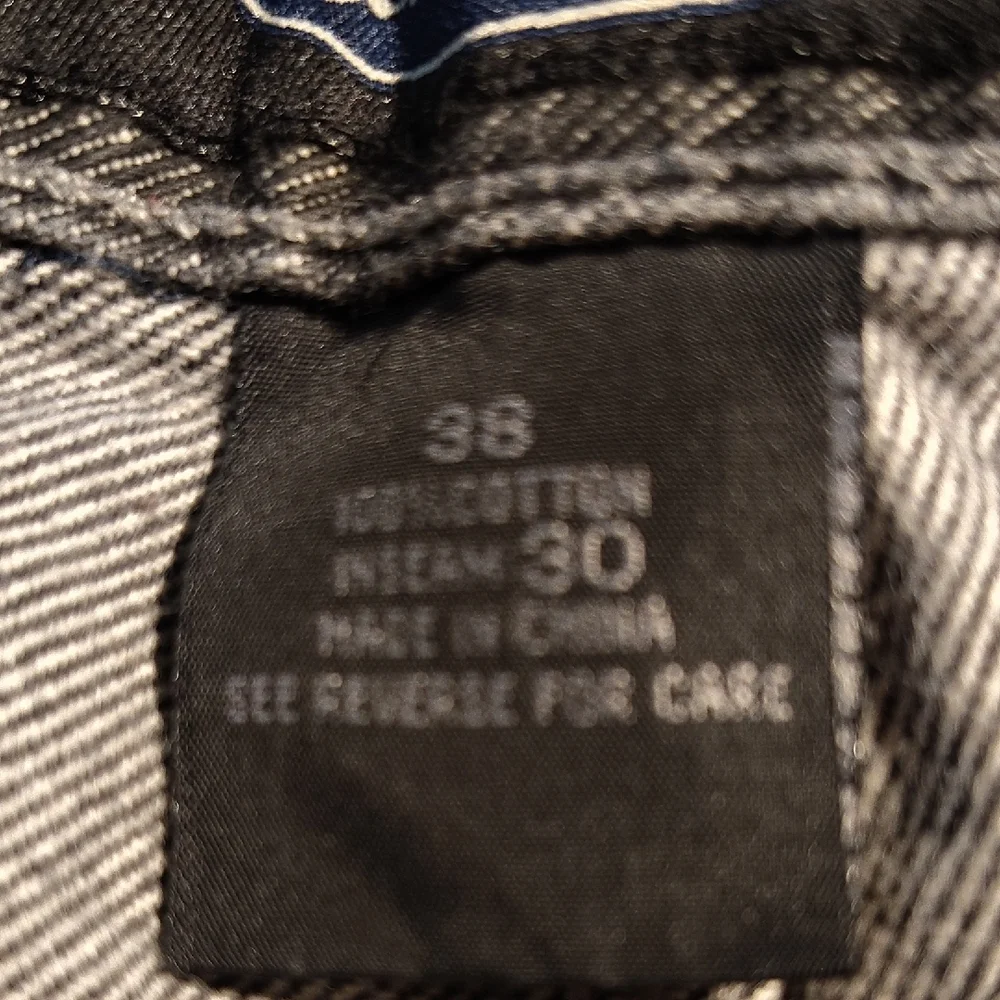 38
100% COTTON
INSEAM 30
MADE IN CHINA
SEE REVERSE FOR CARE